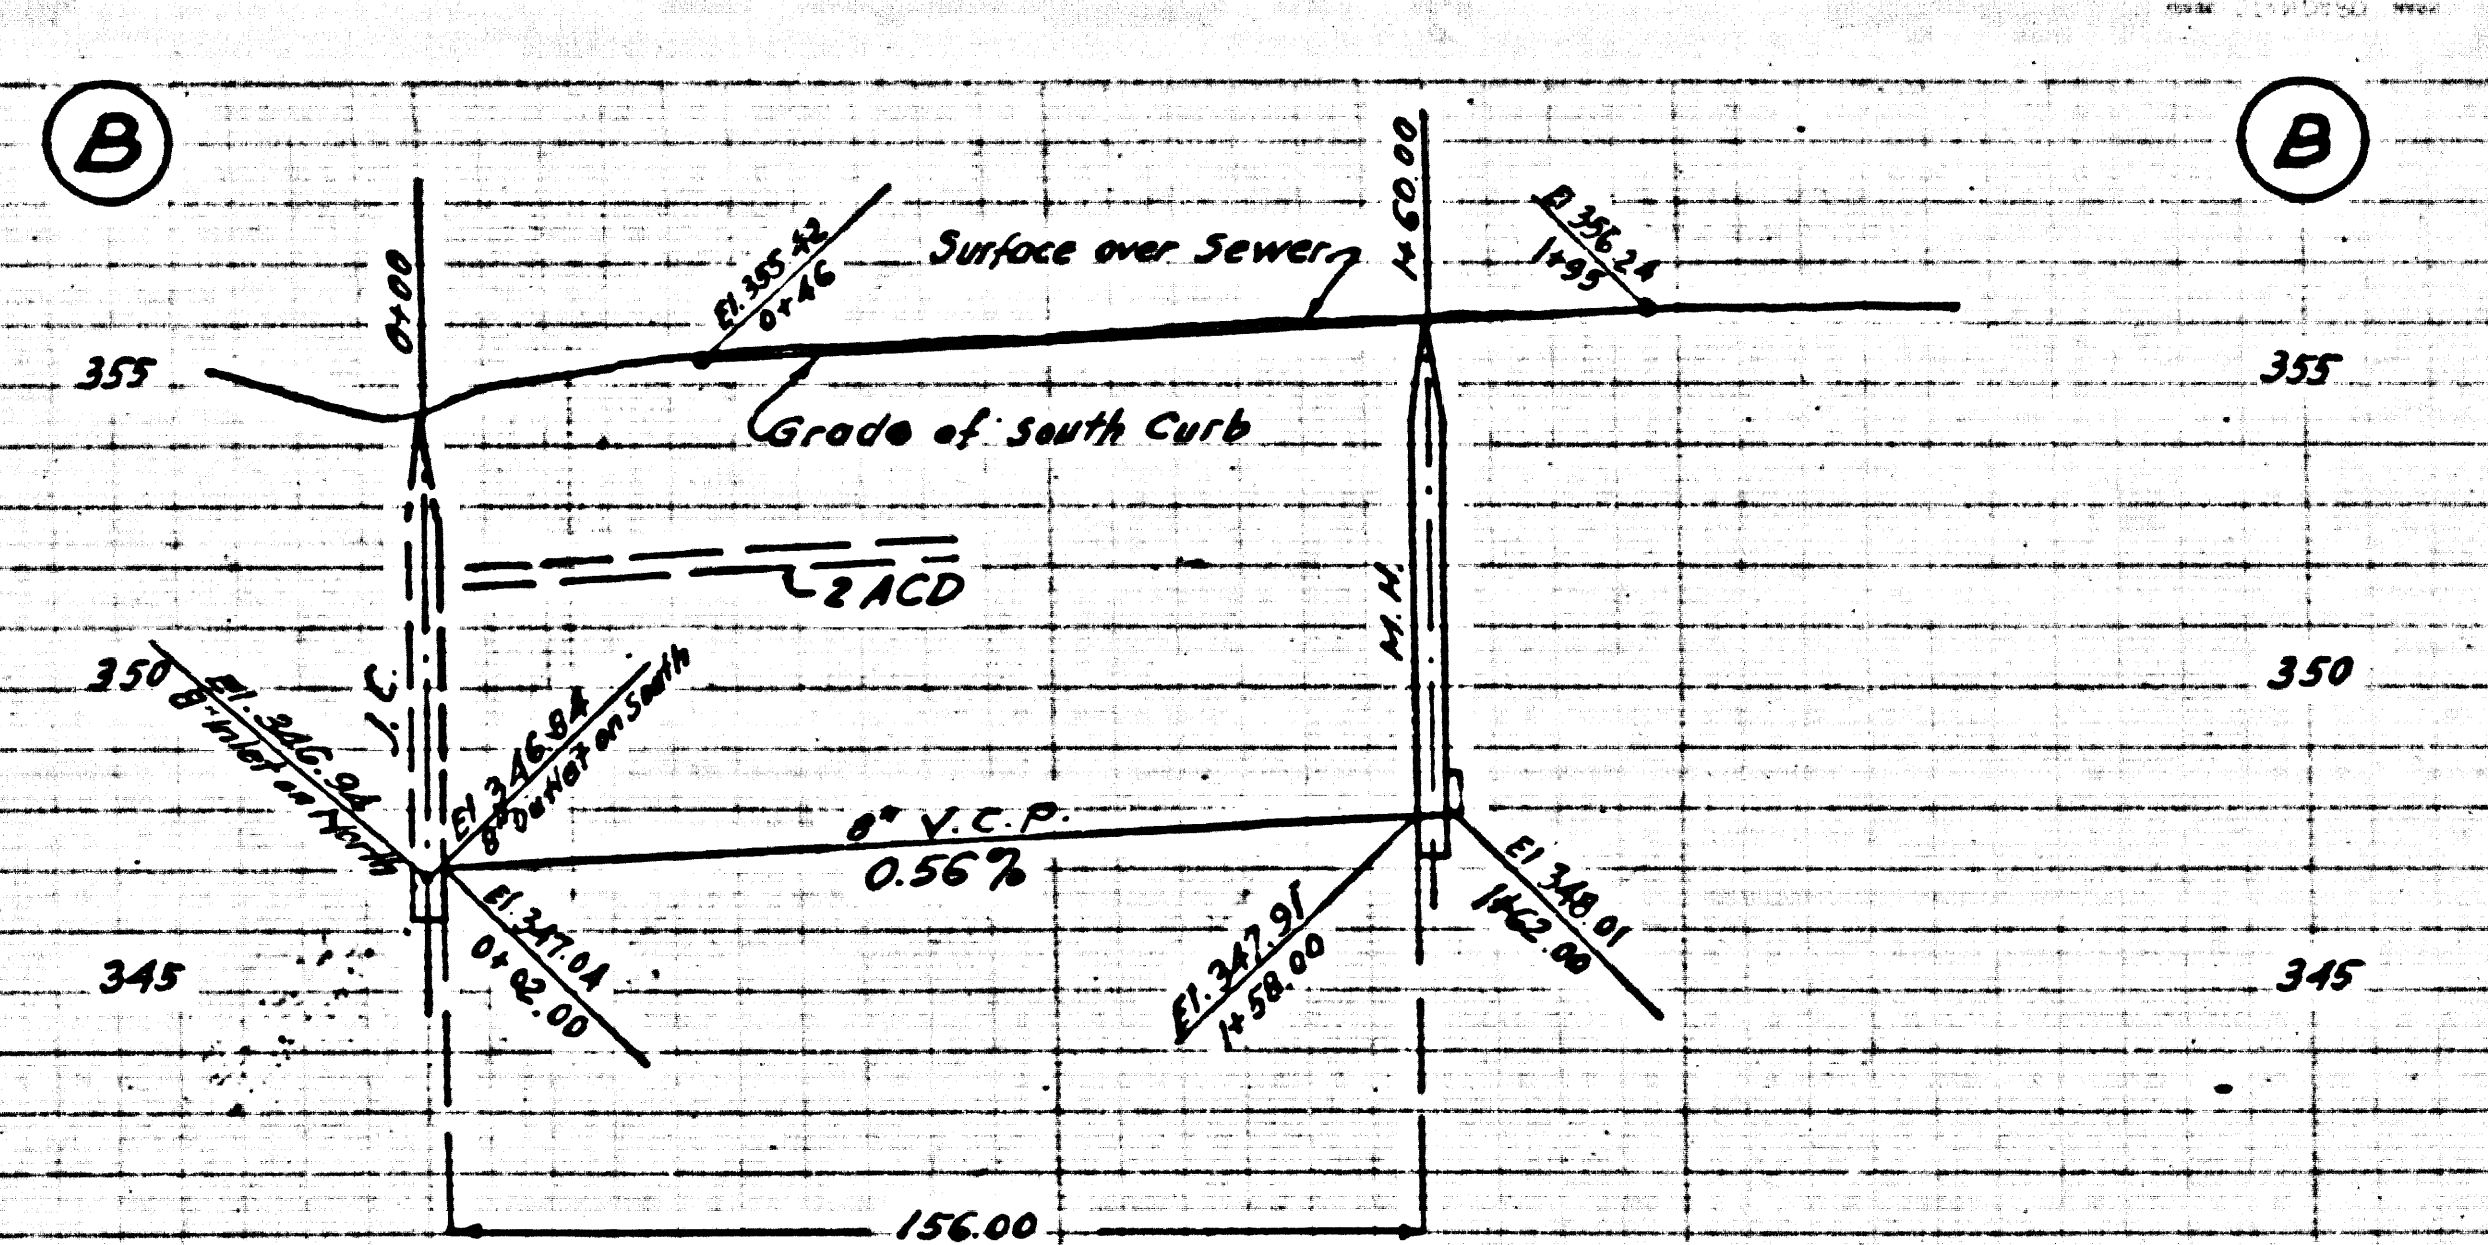 B
B
0+00
1+60.00
El. 355.42
0+46
Surface over Sewer
El 356.24
1+95
355
355
Grade of South Curb
2 ACD
M.H.
J.C.
350
350
El. 346.94
8" Inlet on North
El 346.84
8" Outlet on South
8" V.C.P.
0.56%
El. 347.04
0+02.00
El. 347.91
1+58.00
El 348.01
1+62.00
345
345
156.00